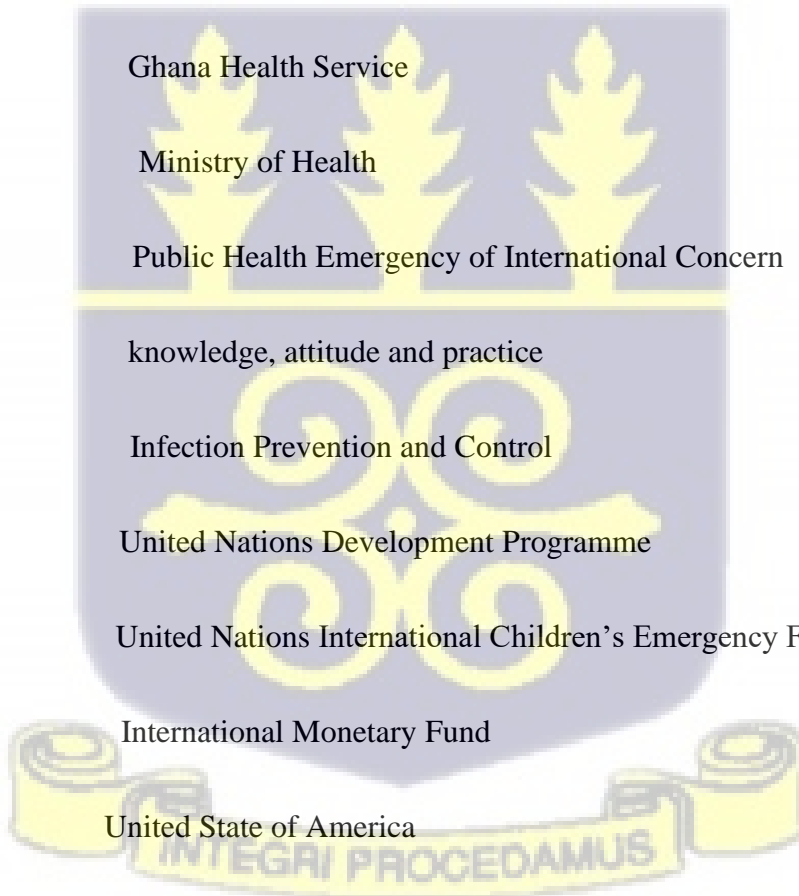 Ghana Health Service
Ministry of Health
Public Health Emergency of International Concern
knowledge, attitude and practice
Infection Prevention and Control
United Nations Development Programme
United Nations International Children’s Emergency F
International Monetary Fund
United State of America
INTEGRI PROCEDAMUS